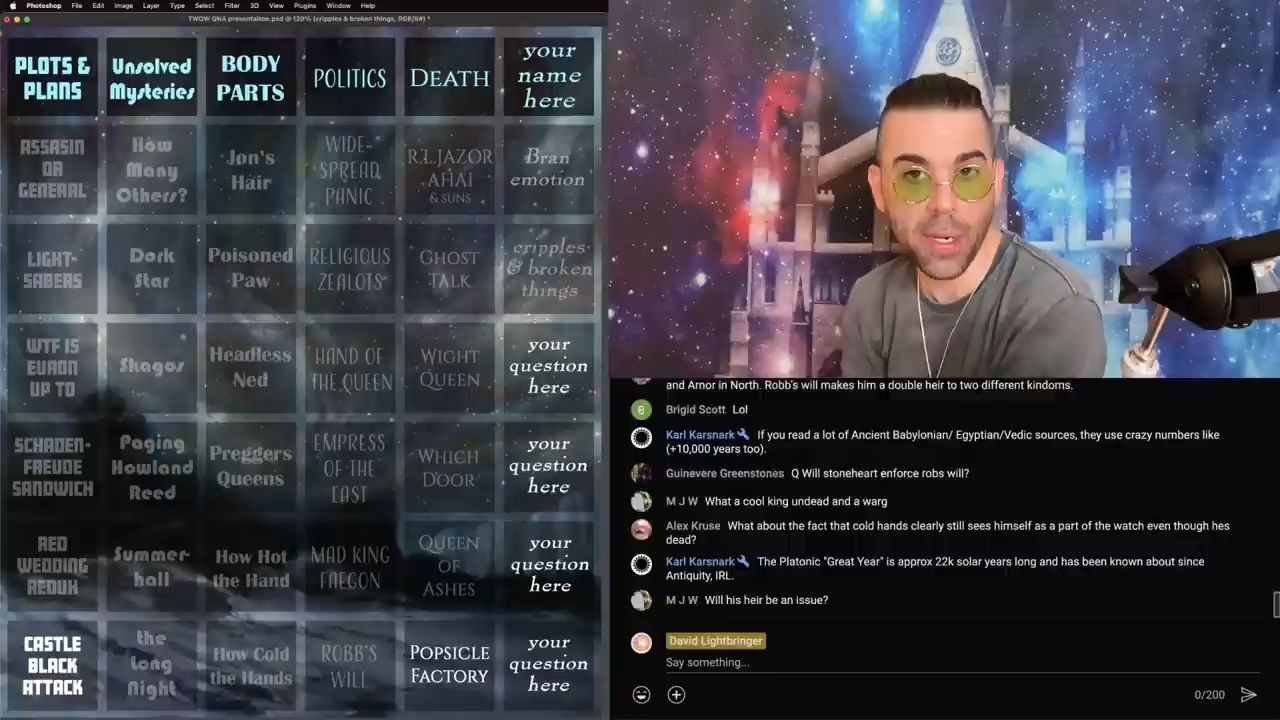 Photoshop File Edit Image Layer Type Select Filter 3D View Plugins Window Help
TWOW QNA presentaiton.psd @ 120% (cripples & broken things, RGB/8#) *
PLOTS &
PLANS
Unsolved
Mysteries
BODY
PARTS
POLITICS
DEATH
your
name
here
ASSASIN
OR
GENERAL
How
Many
Others?
Jon's
Hair
WIDE-
SPREAD
PANIC
R.L.JAZOR
AHAI
& SUNS
Bran
emotion
LIGHT-
SABERS
Dork
Star
Poisoned
Paw
RELIGIOUS
ZEALOTS
GHOST
TALK
cripples
& broken
things
WTF IS
EURON
UP TO
Skagos
Headless
Ned
HAND OF
THE QUEEN
WIGHT
QUEEN
your
question
here
SCHADEN-
FREUDE
SANDWICH
Paging
Howland
Reed
Preggers
Queens
EMPRESS
OF THE
EAST
WHICH
DOOR
your
question
here
RED
WEDDING
REDUX
Summer-
hall
How Hot
the Hand
MAD KING
FAEGON
QUEEN
OF
ASHES
your
question
here
CASTLE
BLACK
ATTACK
the
Long
Night
How Cold
the Hands
ROBB'S
WILL
POPSICLE
FACTORY
your
question
here
and Arnor in North. Robb's will makes him a double heir to two different kindoms.
Brigid Scott Lol
Karl Karsnark If you read a lot of Ancient Babylonian/ Egyptian/Vedic sources, they use crazy numbers like
(+10,000 years too).
Guinevere Greenstones Q Will stoneheart enforce robs will?
M J W What a cool king undead and a warg
Alex Kruse What about the fact that cold hands clearly still sees himself as a part of the watch even though hes
dead?
Karl Karsnark The Platonic "Great Year" is approx 22k solar years long and has been known about since
Antiquity, IRL.
M J W Will his heir be an issue?
David Lightbringer
Say something...
0/200